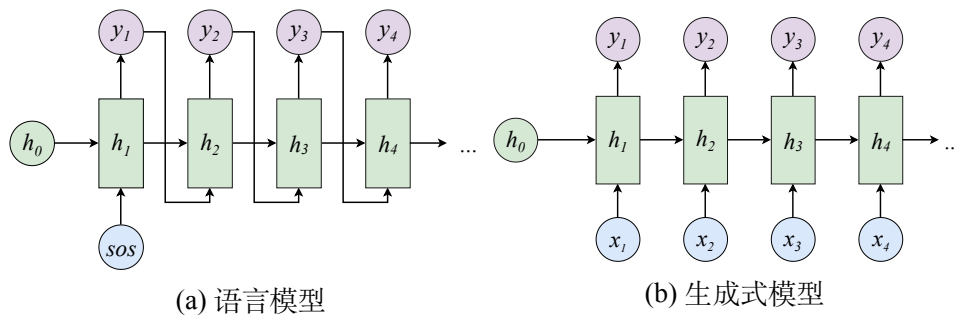 y1 y2 y3 y4
h0 h1 h2 h3 h4 ...
sos
(a) 语言模型
y1 y2 y3 y4
h0 h1 h2 h3 h4 ..
x1 x2 x3 x4
(b) 生成式模型